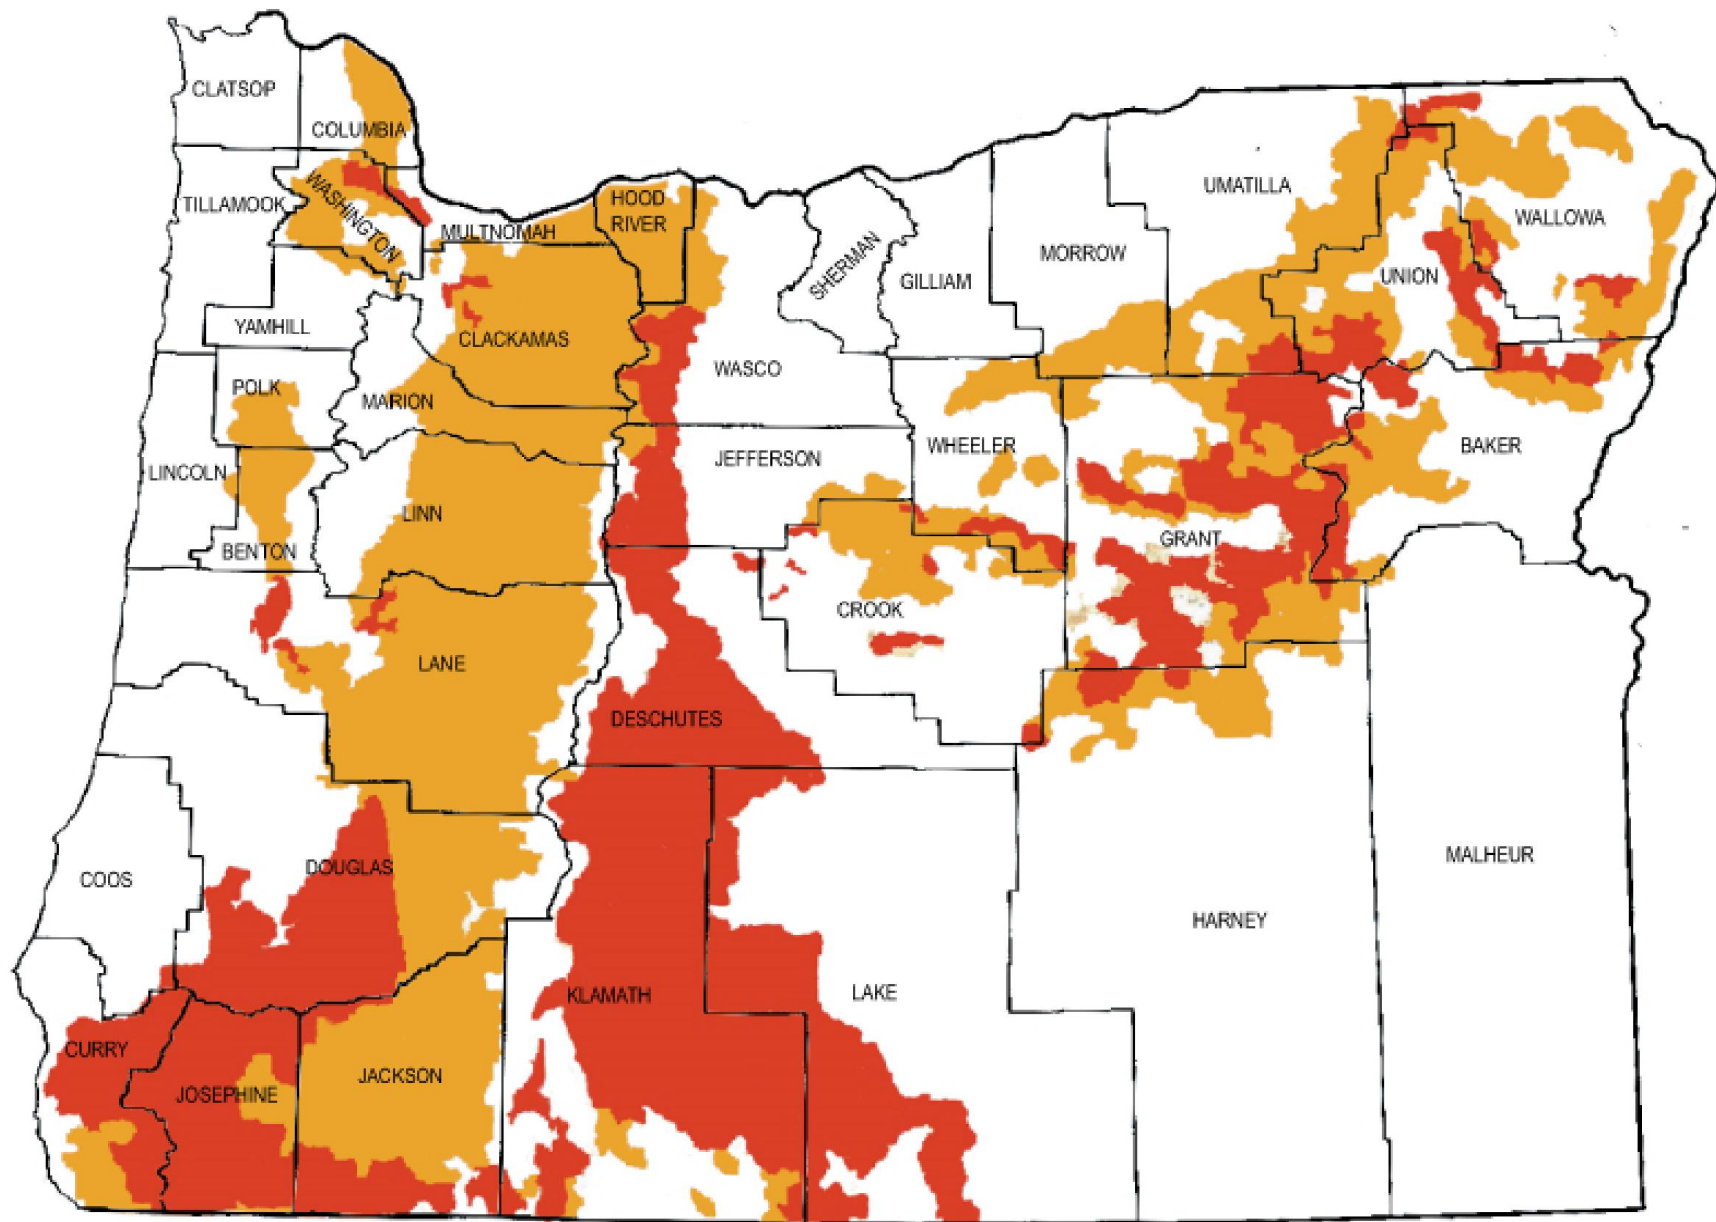 CLATSOP
COLUMBIA
TILLAMOOK
WASHINGTON
MULTNOMAH
HOOD
RIVER
SHERMAN
GILLIAM
MORROW
UMATILLA
WALLOWA
UNION
YAMHILL
CLACKAMAS
WASCO
POLK
MARION
WHEELER
BAKER
LINCOLN
JEFFERSON
LINN
BENTON
GRANT
CROOK
LANE
DESCHUTES
COOS
DOUGLAS
MALHEUR
HARNEY
KLAMATH
LAKE
CURRY
JOSEPHINE
JACKSON